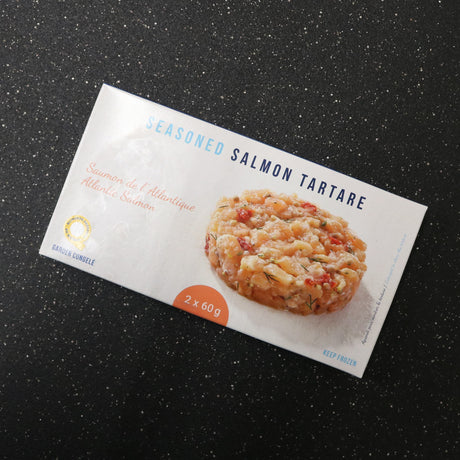 SEASONED SALMON TARTARE
Saumon de l'Atlantique
Atlantic Salmon
GARDER CONGELÉ
2 x 60 g
KEEP FROZEN